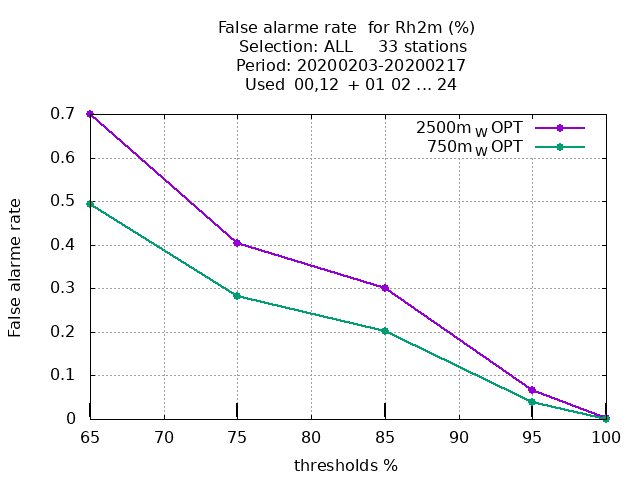 False alarme rate  for Rh2m (%)
Selection: ALL     33 stations
Period: 20200203-20200217
Used  00,12  + 01 02 ... 24
0.7
0.6
0.5
0.4
0.3
0.2
0.1
0
65 70 75 80 85 90 95 100
False alarme rate
thresholds %
2500m W OPT
750m W OPT